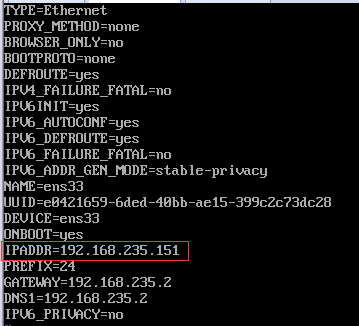 TYPE=Ethernet
PROXY_METHOD=none
BROWSER_ONLY=no
BOOTPROTO=none
DEFROUTE=yes
IPV4_FAILURE_FATAL=no
IPV6INIT=yes
IPV6_AUTOCONF=yes
IPV6_DEFROUTE=yes
IPV6_FAILURE_FATAL=no
IPV6_ADDR_GEN_MODE=stable-privacy
NAME=ens33
UUID=e0421659-6ded-40bb-ae15-399c2c73dc28
DEVICE=ens33
ONBOOT=yes
IPADDR=192.168.235.151
PREFIX=24
GATEWAY=192.168.235.2
DNS1=192.168.235.2
IPV6_PRIVACY=no